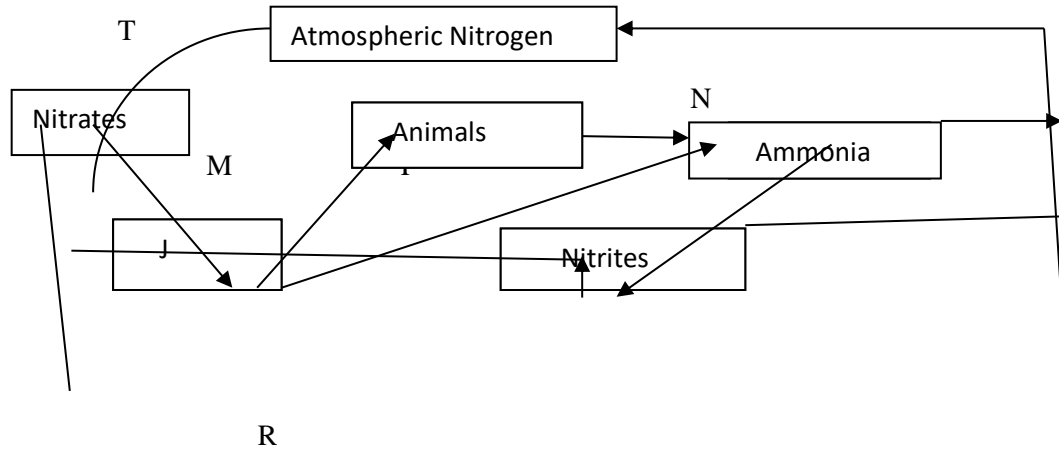 T
Atmospheric Nitrogen
Nitrates
Animals
N
Ammonia
M
J
Nitrites
R